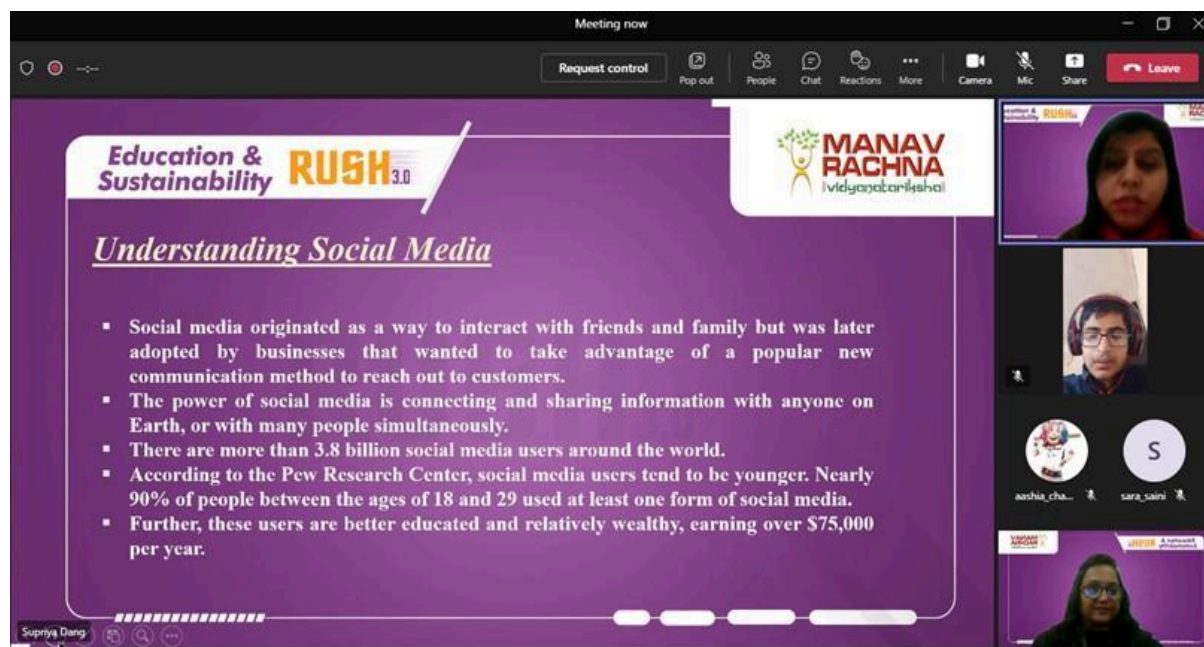 Meeting now
--:--
Request control
Pop out
People
Chat
Reactions
More
Camera
Mic
Share
Leave
Education &
Sustainability
RUSH 3.0
MANAV
RACHNA
vidyanatariksha
Understanding Social Media
▪ Social media originated as a way to interact with friends and family but was later
adopted by businesses that wanted to take advantage of a popular new
communication method to reach out to customers.
▪ The power of social media is connecting and sharing information with anyone on
Earth, or with many people simultaneously.
▪ There are more than 3.8 billion social media users around the world.
▪ According to the Pew Research Center, social media users tend to be younger. Nearly
90% of people between the ages of 18 and 29 used at least one form of social media.
▪ Further, these users are better educated and relatively wealthy, earning over $75,000
per year.
Supriya Dang
RUSH
S
aashia_cha...
sara_saini